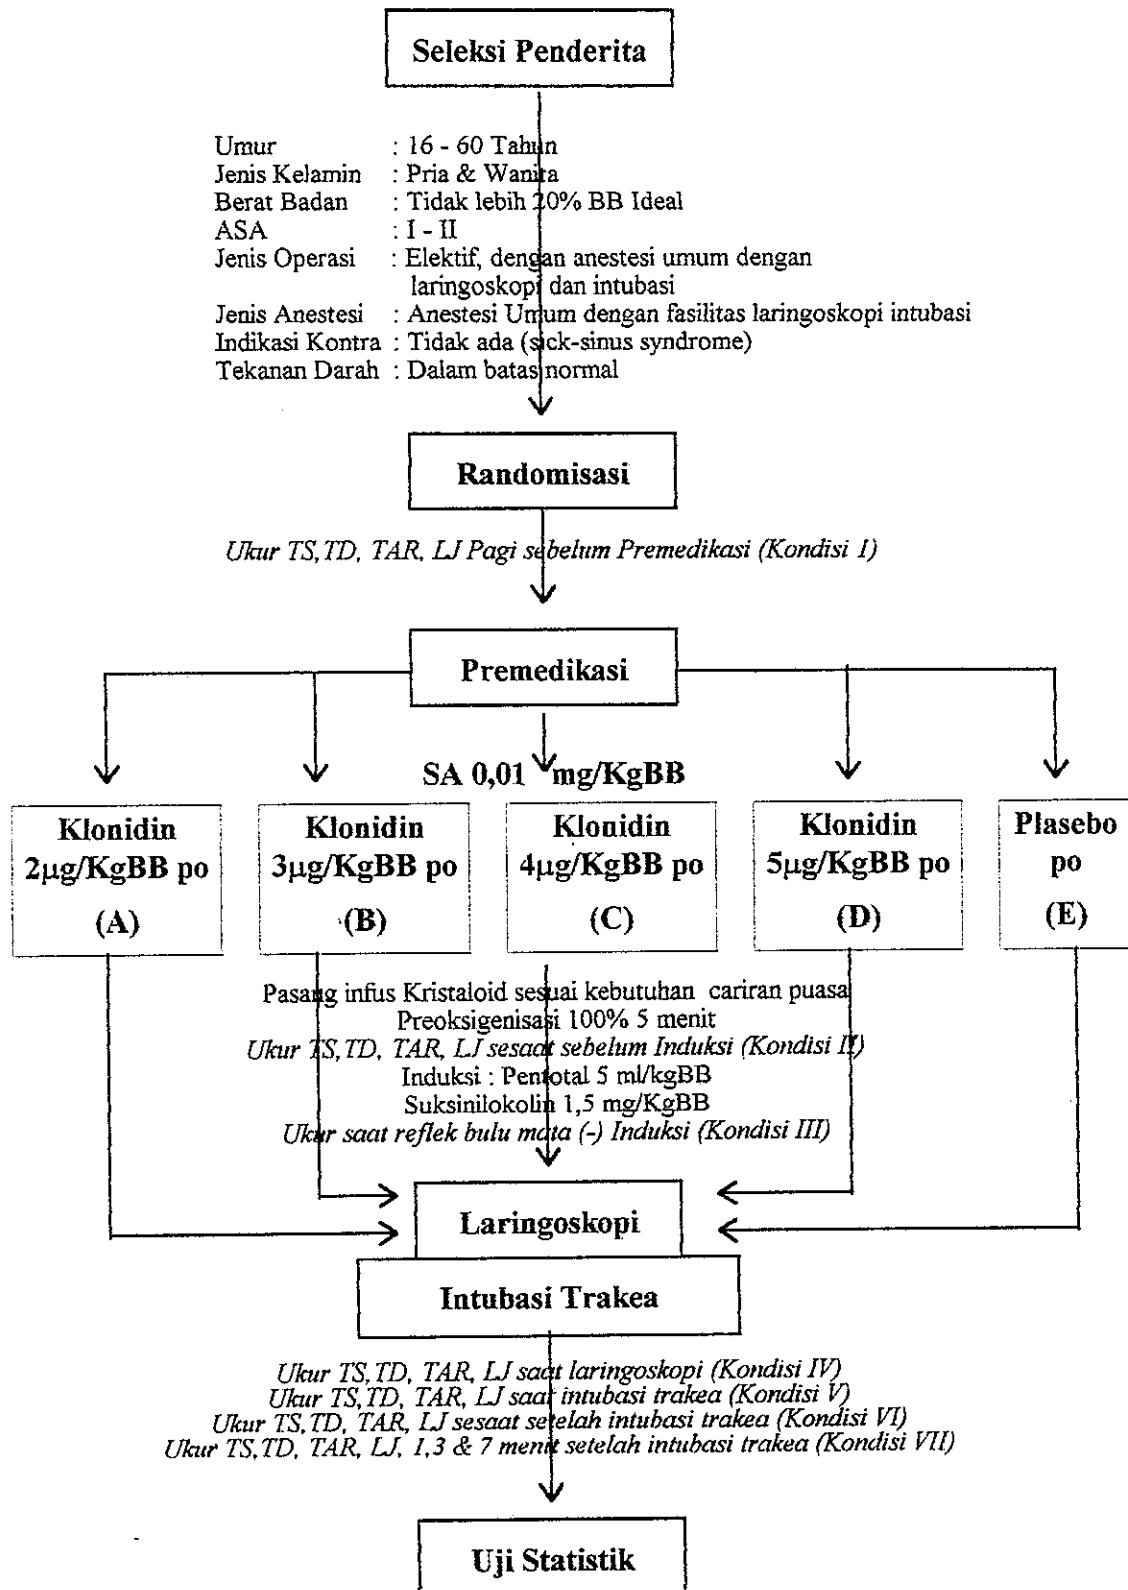 Seleksi Penderita
Umur : 16 - 60 Tahun
Jenis Kelamin : Pria & Wanita
Berat Badan : Tidak lebih 20% BB Ideal
ASA : I - II
Jenis Operasi : Elektif, dengan anestesi umum dengan
laringoskopi dan intubasi
Jenis Anestesi : Anestesi Umum dengan fasilitas laringoskopi intubasi
Indikasi Kontra : Tidak ada (sick-sinus syndrome)
Tekanan Darah : Dalam batas normal
Randomisasi
Ukur TS, TD, TAR, LJ Pagi sebelum Premedikasi (Kondisi 1)
Premedikasi
SA 0,01 mg/KgBB
Klonidin
2µg/KgBB po
(A)
Klonidin
3µg/KgBB po
(B)
Klonidin
4µg/KgBB po
(C)
Klonidin
5µg/KgBB po
(D)
Plasebo
po
(E)
Pasang infus Kristaloid sesuai kebutuhan cariran puasa
Preoksigenisasi 100% 5 menit
Ukur TS, TD, TAR, LJ sesaat sebelum Induksi (Kondisi II)
Induksi : Pentotal 5 ml/kgBB
Suksinilokolin 1,5 mg/KgBB
Ukur saat reflek bulu mata (-) Induksi (Kondisi III)
Laringoskopi
Intubasi Trakea
Ukur TS, TD, TAR, LJ saat laringoskopi (Kondisi IV)
Ukur TS, TD, TAR, LJ saat intubasi trakea (Kondisi V)
Ukur TS, TD, TAR, LJ sesaat setelah intubasi trakea (Kondisi VI)
Ukur TS, TD, TAR, LJ, 1,3 & 7 menit setelah intubasi trakea (Kondisi VII)
Uji Statistik